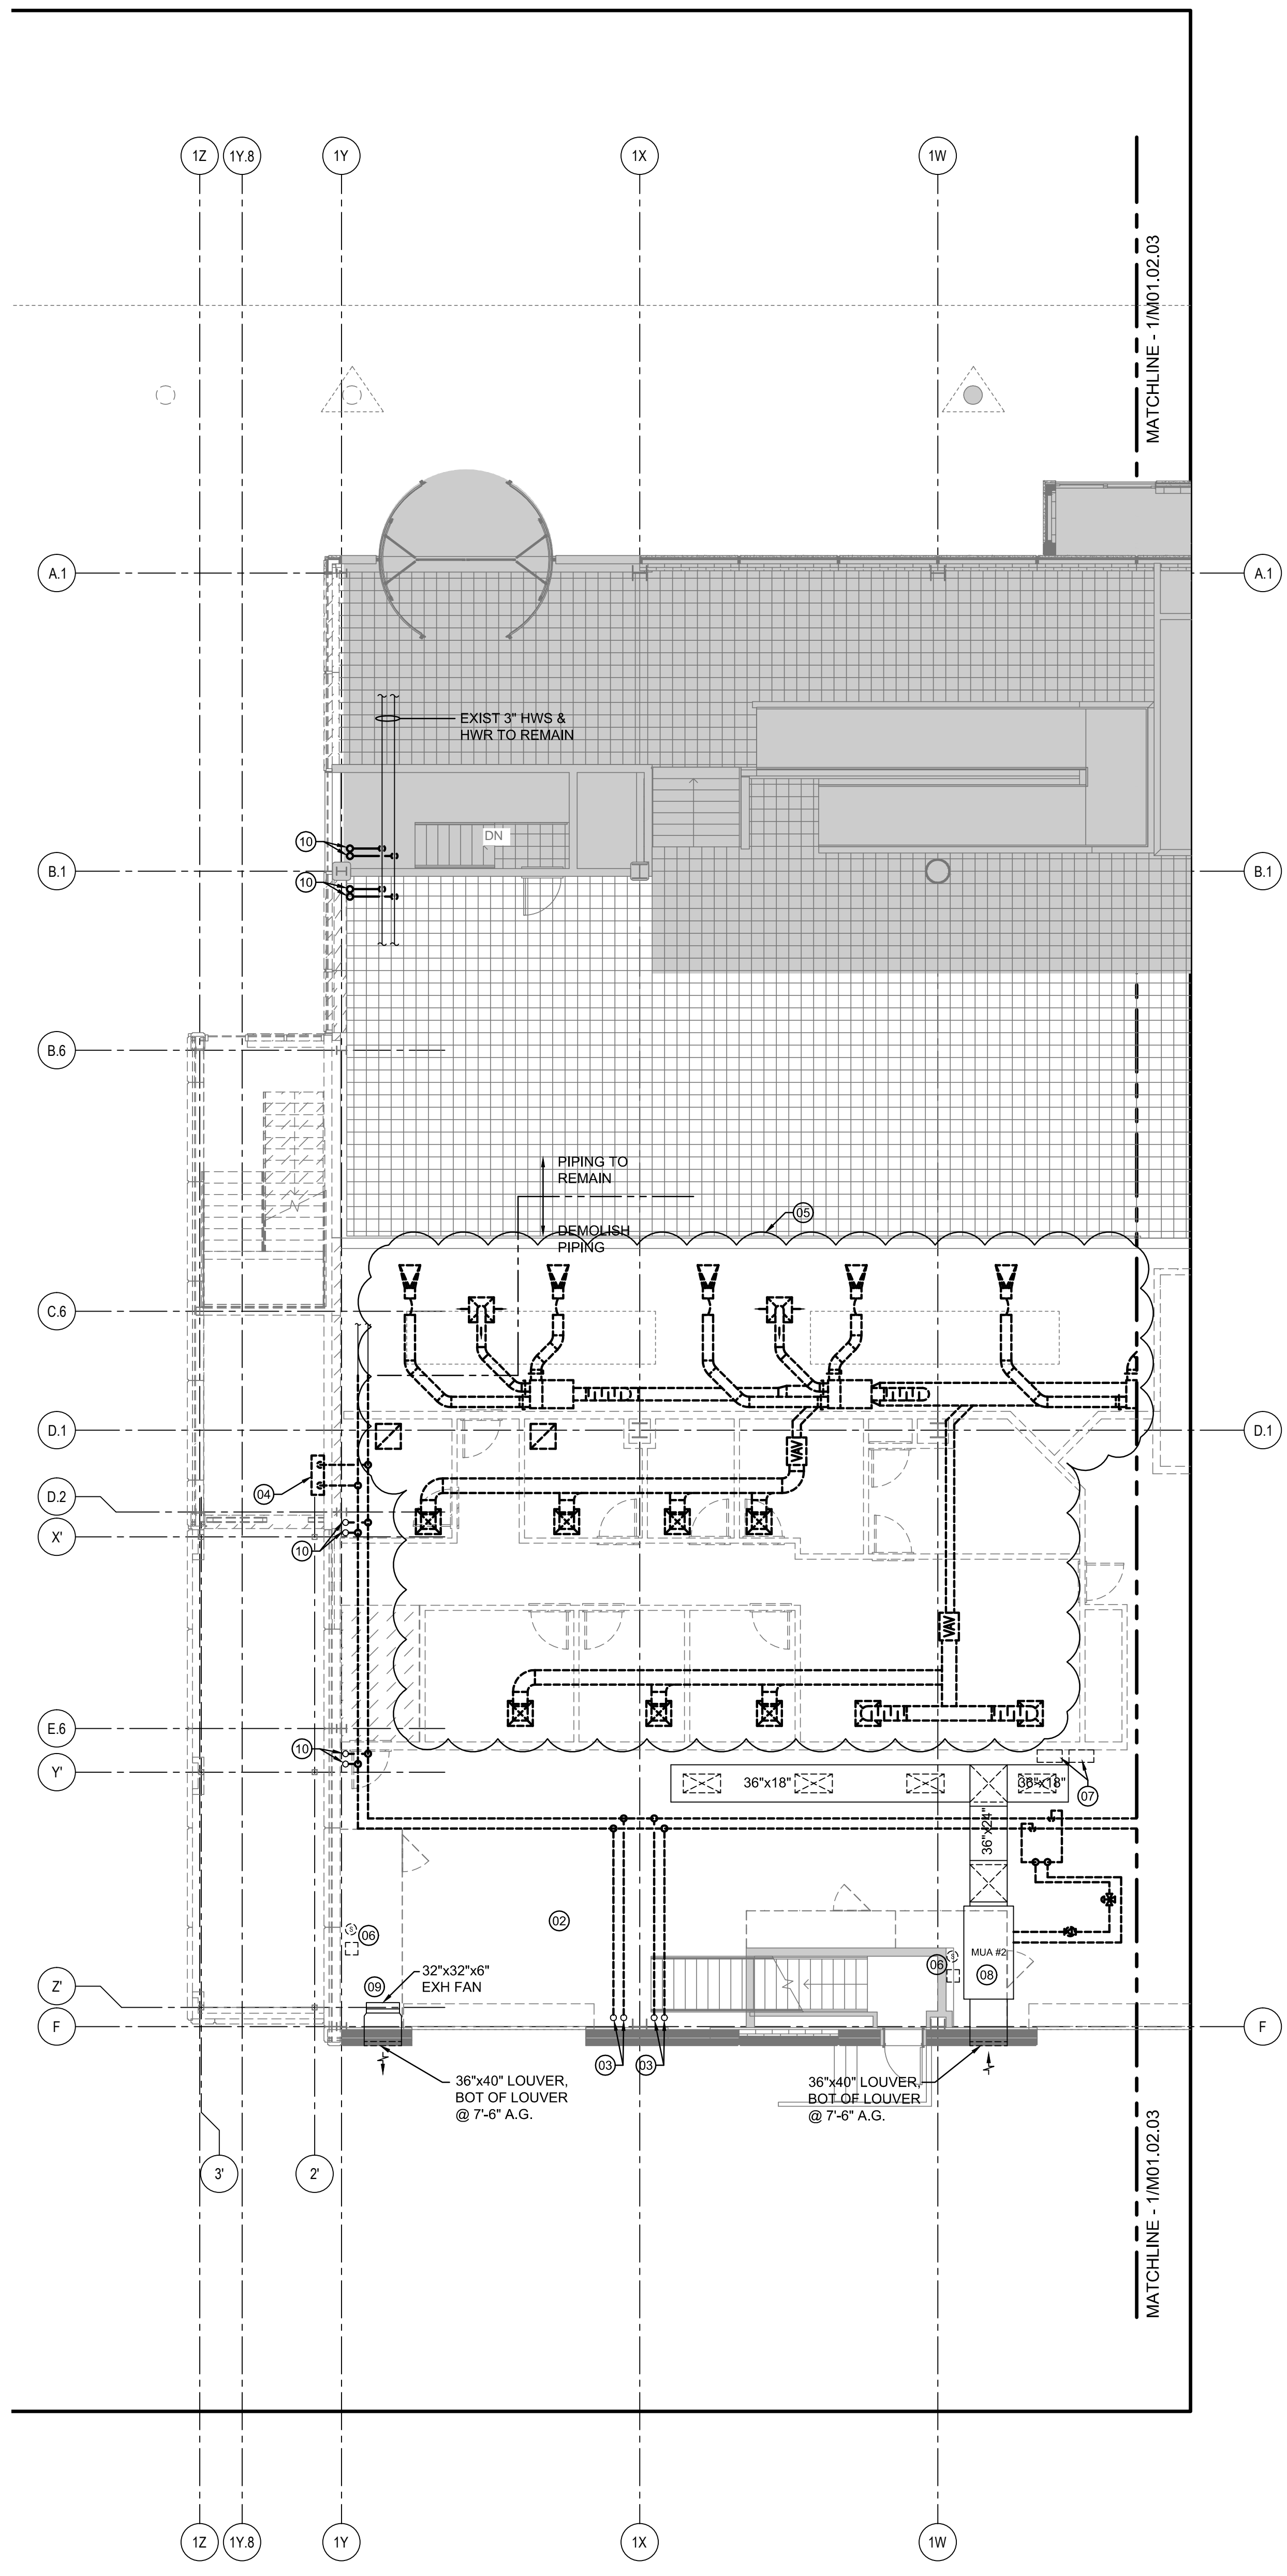 1Z
1Y.8
1Y
1X
1W
MATCHLINE - 1/M01.02.03
A.1
A.1
EXIST 3" HWS &
HWR TO REMAIN
DN
10
B.1
B.1
10
B.6
PIPING TO
REMAIN
05
DEMOLISH
PIPING
C.6
D.1
D.1
VAV
04
D.2
X'
10
VAV
E.6
10
Y'
36"x18"
36"x18"
07
36"x24"
02
S
06
S
06
MUA #2
08
09
32"x32"x6"
EXH FAN
Z'
F
F
03
03
36"x40" LOUVER,
BOT OF LOUVER
@ 7'-6" A.G.
36"x40" LOUVER,
BOT OF LOUVER
@ 7'-6" A.G.
3'
2'
MATCHLINE - 1/M01.02.03
1Z
1Y.8
1Y
1X
1W